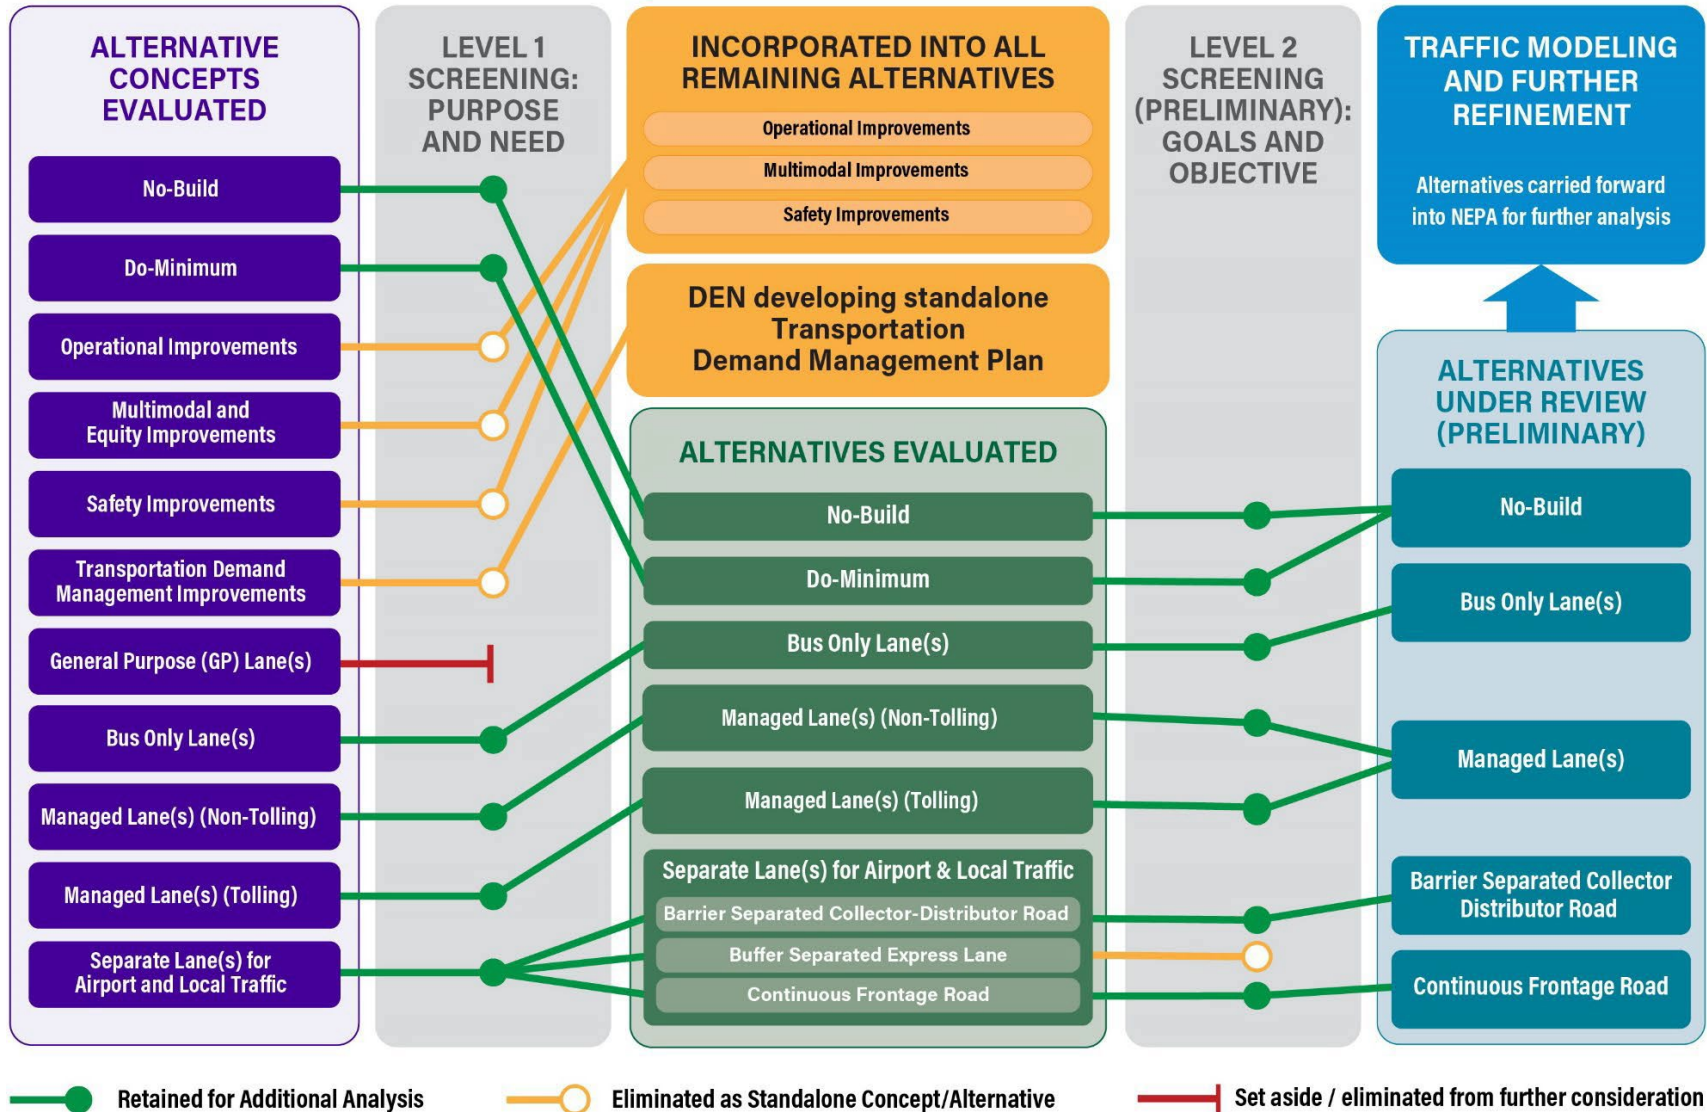 ALTERNATIVE
CONCEPTS
EVALUATED
No-Build
Do-Minimum
Operational Improvements
Multimodal and
Equity Improvements
Safety Improvements
Transportation Demand
Management Improvements
General Purpose (GP) Lane(s)
Bus Only Lane(s)
Managed Lane(s) (Non-Tolling)
Managed Lane(s) (Tolling)
Separate Lane(s) for
Airport and Local Traffic
LEVEL 1
SCREENING:
PURPOSE
AND NEED
INCORPORATED INTO ALL
REMAINING ALTERNATIVES
Operational Improvements
Multimodal Improvements
Safety Improvements
DEN developing standalone
Transportation
Demand Management Plan
ALTERNATIVES EVALUATED
No-Build
Do-Minimum
Bus Only Lane(s)
Managed Lane(s) (Non-Tolling)
Managed Lane(s) (Tolling)
Separate Lane(s) for Airport & Local Traffic
Barrier Separated Collector-Distributor Road
Buffer Separated Express Lane
Continuous Frontage Road
LEVEL 2
SCREENING
(PRELIMINARY):
GOALS AND
OBJECTIVE
TRAFFIC MODELING
AND FURTHER
REFINEMENT
Alternatives carried forward
into NEPA for further analysis
ALTERNATIVES
UNDER REVIEW
(PRELIMINARY)
No-Build
Bus Only Lane(s)
Managed Lane(s)
Barrier Separated Collector
Distributor Road
Continuous Frontage Road
Retained for Additional Analysis
Eliminated as Standalone Concept/Alternative
Set aside / eliminated from further consideration